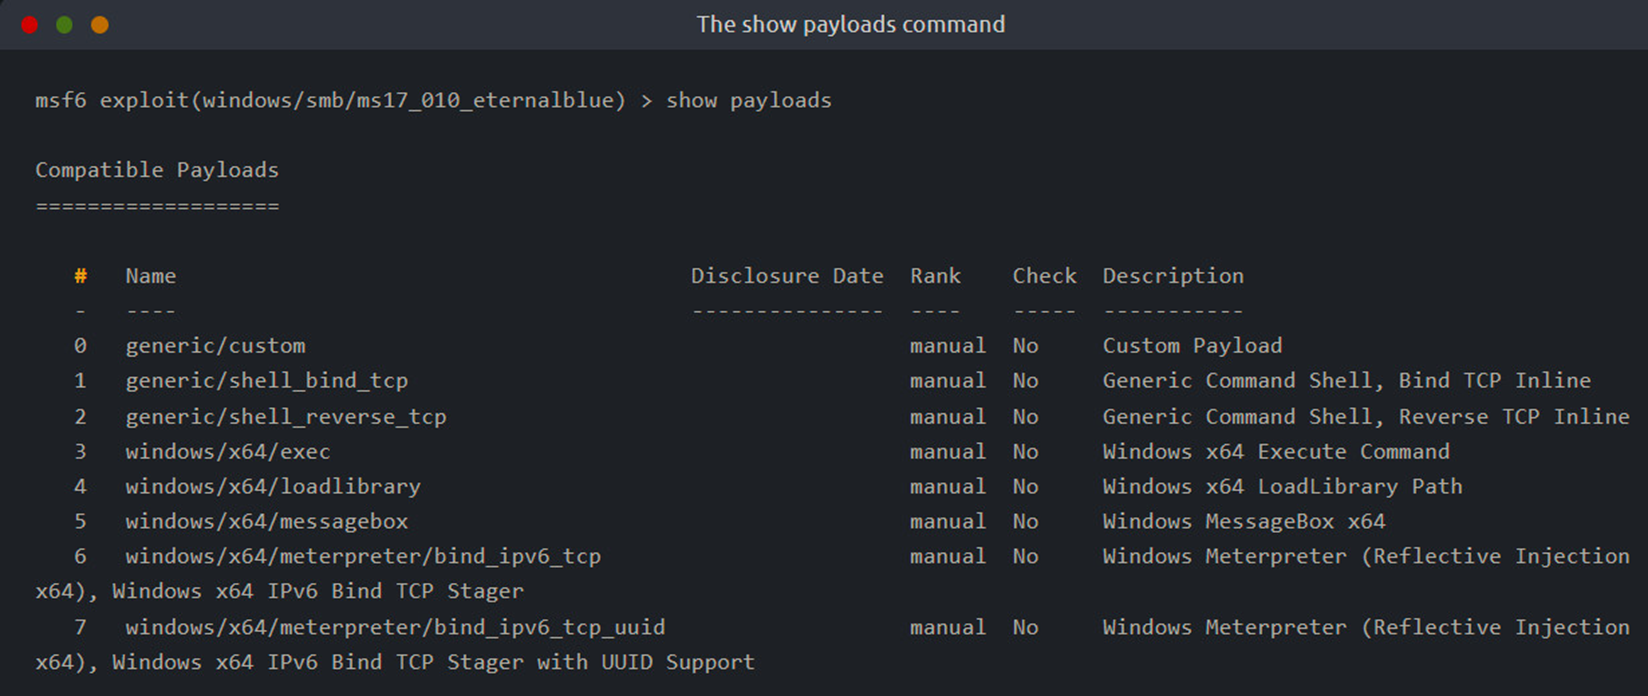 The show payloads command
msf6 exploit(windows/smb/ms17_010_eternalblue) > show payloads
Compatible Payloads
===================
# Name Disclosure Date Rank Check Description
- ---- --------------- ---- ----- -----------
0 generic/custom manual No Custom Payload
1 generic/shell_bind_tcp manual No Generic Command Shell, Bind TCP Inline
2 generic/shell_reverse_tcp manual No Generic Command Shell, Reverse TCP Inline
3 windows/x64/exec manual No Windows x64 Execute Command
4 windows/x64/loadlibrary manual No Windows x64 LoadLibrary Path
5 windows/x64/messagebox manual No Windows MessageBox x64
6 windows/x64/meterpreter/bind_ipv6_tcp manual No Windows Meterpreter (Reflective Injection
x64), Windows x64 IPv6 Bind TCP Stager
7 windows/x64/meterpreter/bind_ipv6_tcp_uuid manual No Windows Meterpreter (Reflective Injection
x64), Windows x64 IPv6 Bind TCP Stager with UUID Support